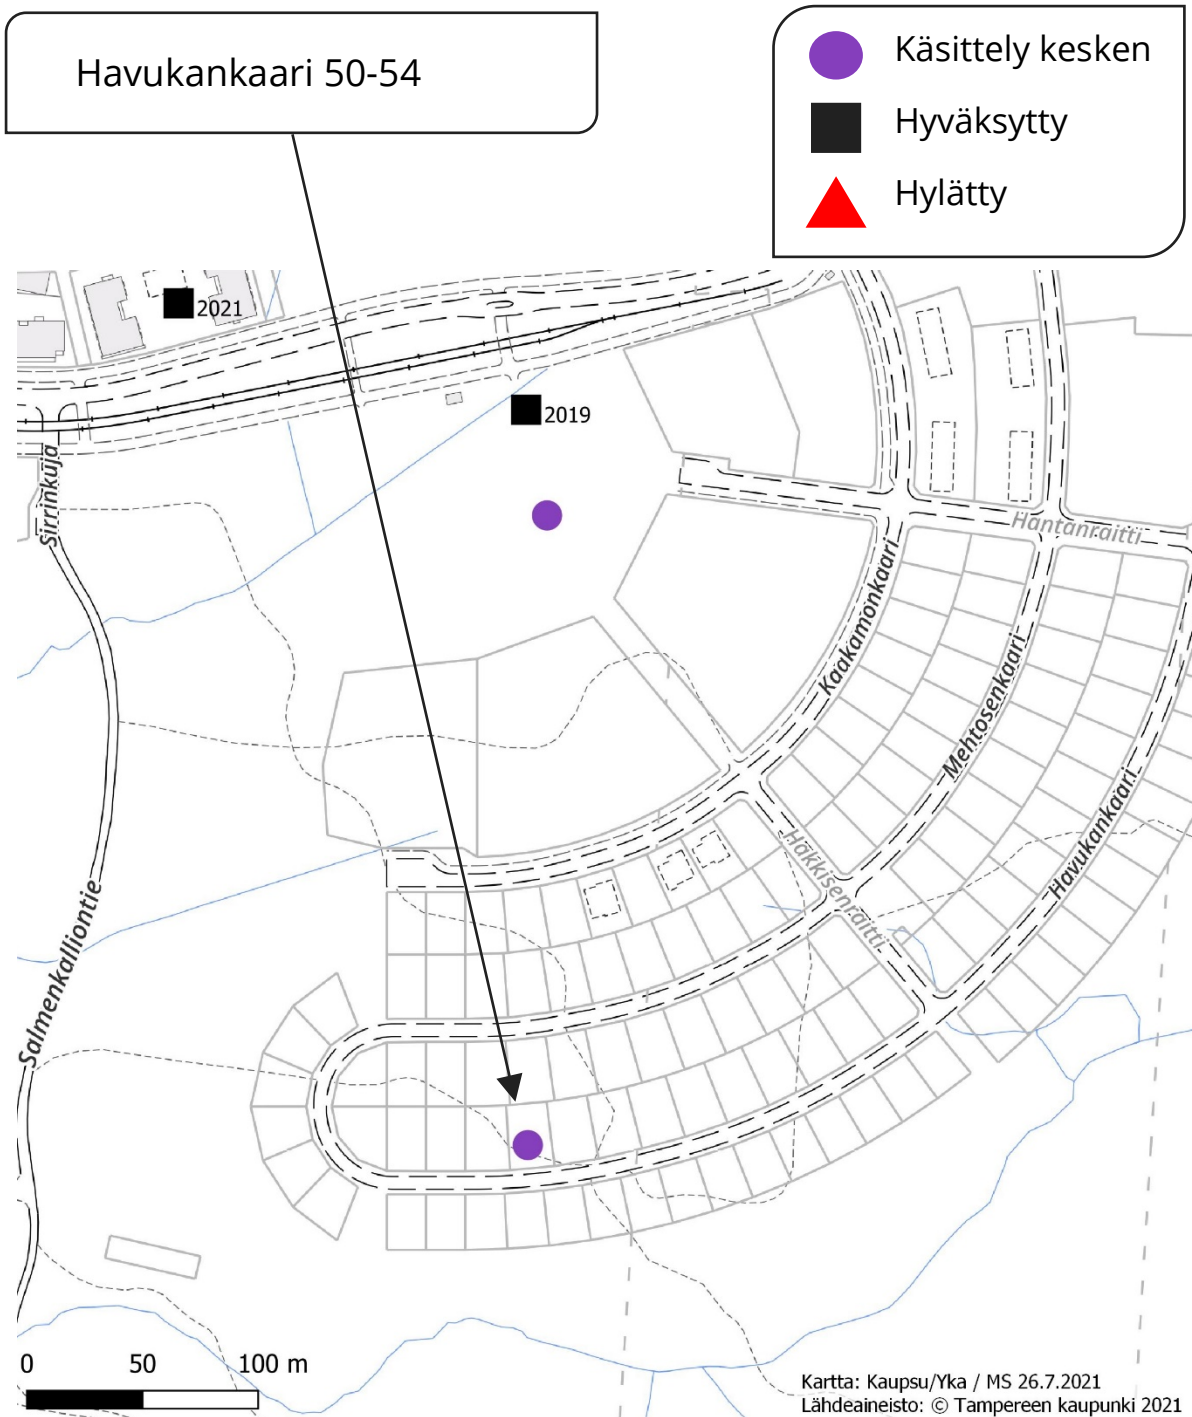 Havukankaari 50-54
Käsittely kesken
Hyväksytty
Hylätty
2021
2019
Sirrinkuja
Hantanraitti
Kaakamonkaari
Mehtosenkaari
Havukankaari
Häkkisenraitti
Salmenkalliontie
0 50 100 m
Kartta: Kaupsu/Yka / MS 26.7.2021
Lähdeaineisto: © Tampereen kaupunki 2021